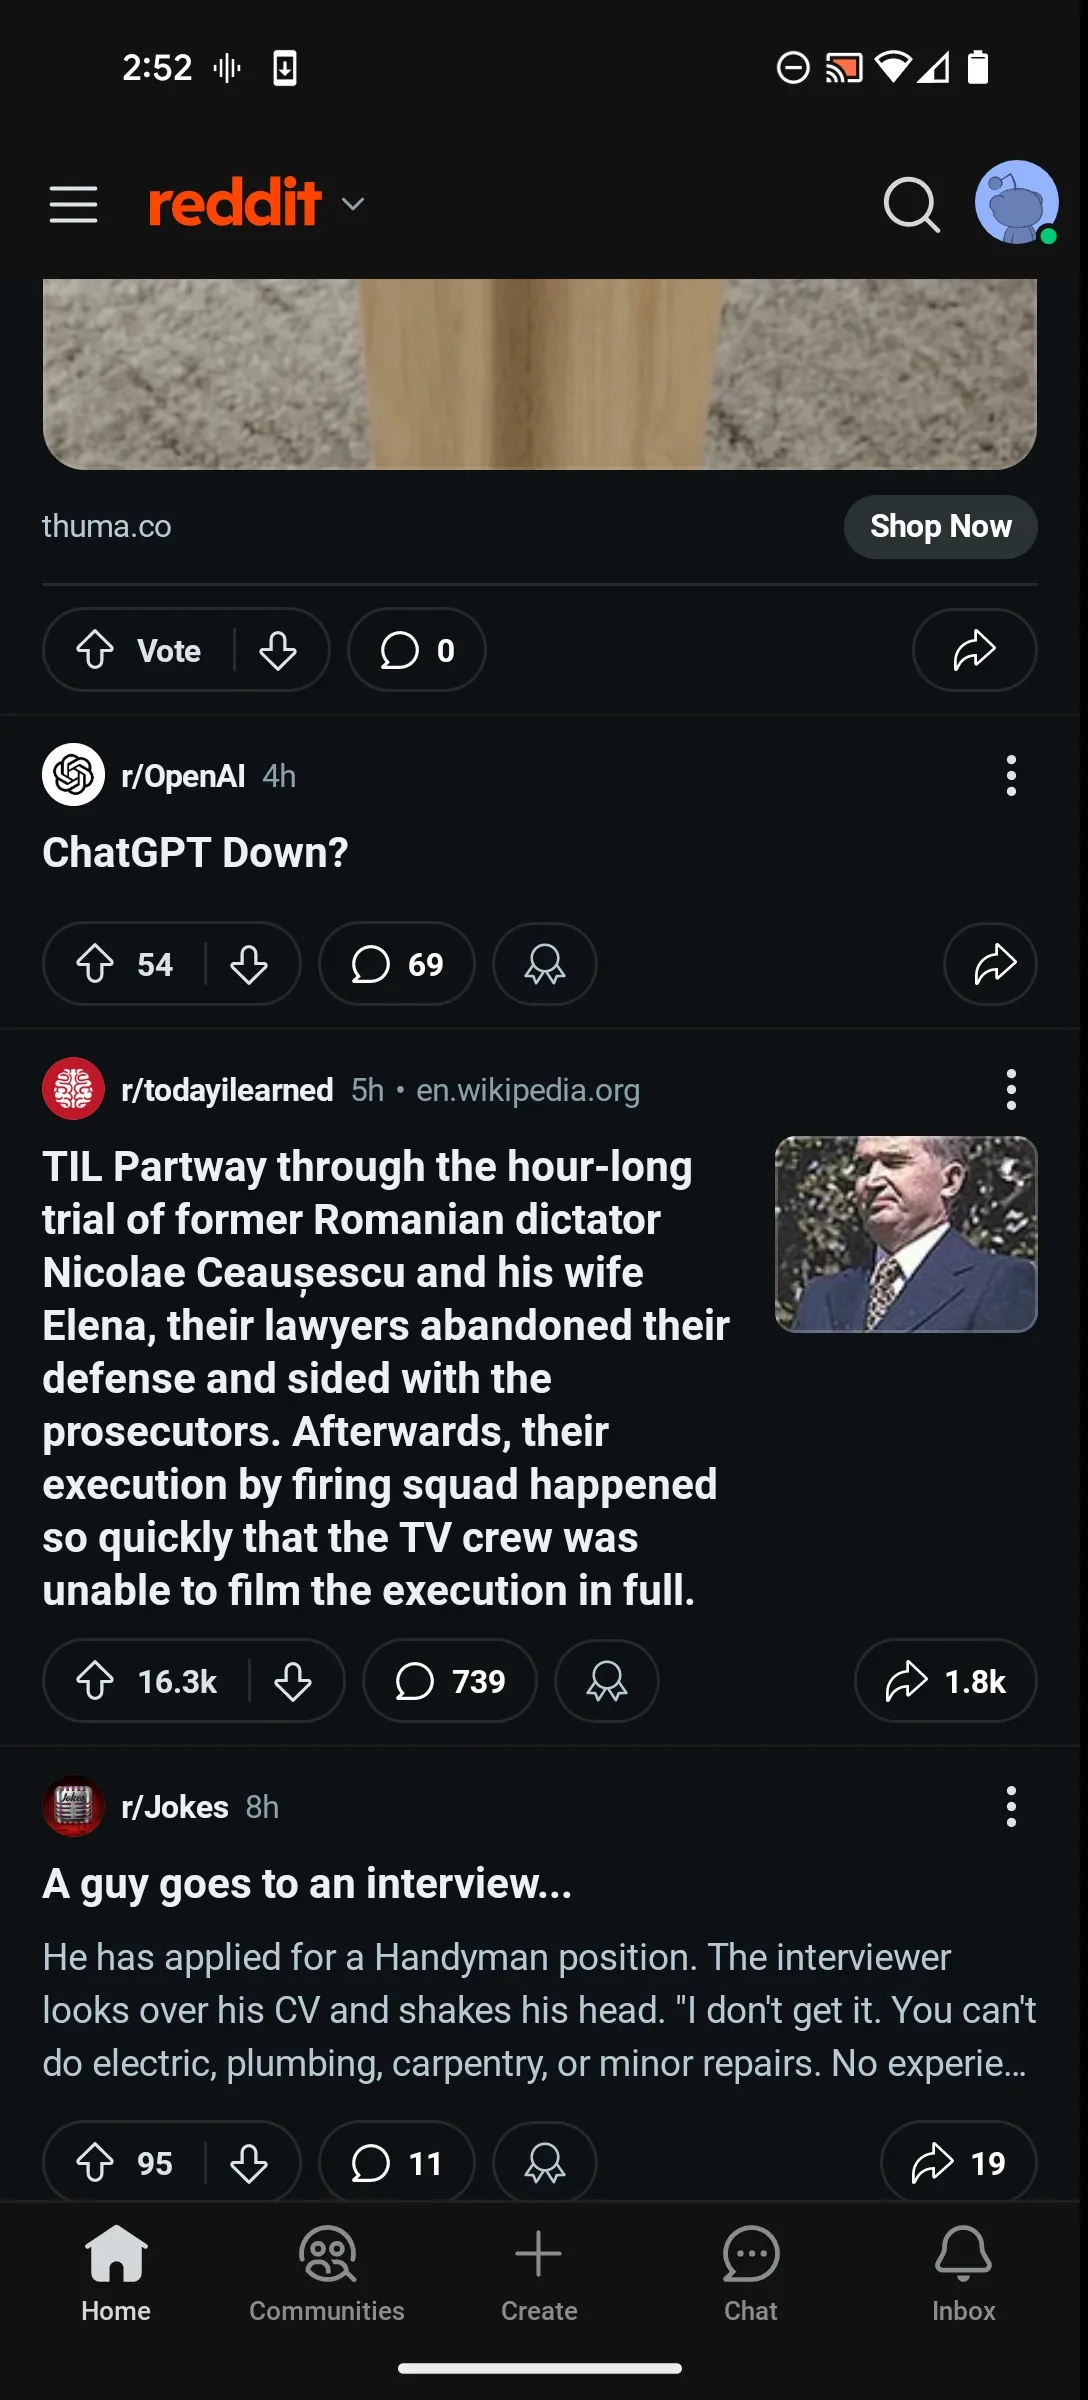 2:52
reddit
thuma.co
Shop Now
Vote
0
r/OpenAI 4h
ChatGPT Down?
54
69
r/todayilearned 5h • en.wikipedia.org
TIL Partway through the hour-long
trial of former Romanian dictator
Nicolae Ceaușescu and his wife
Elena, their lawyers abandoned their
defense and sided with the
prosecutors. Afterwards, their
execution by firing squad happened
so quickly that the TV crew was
unable to film the execution in full.
16.3k
739
1.8k
Jokes
r/Jokes 8h
A guy goes to an interview...
He has applied for a Handyman position. The interviewer
looks over his CV and shakes his head. "I don't get it. You can't
do electric, plumbing, carpentry, or minor repairs. No experie...
95
11
19
Home
Communities
Create
Chat
Inbox